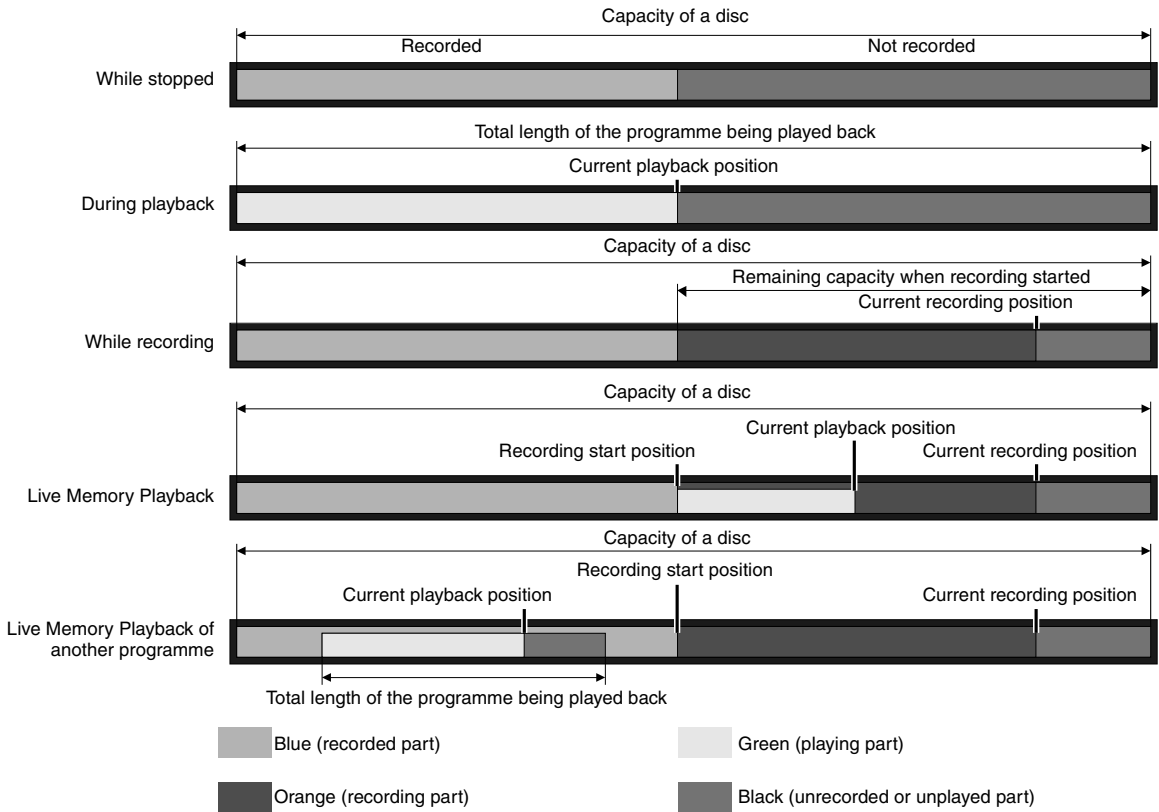 Capacity of a disc
Recorded
Not recorded
While stopped
Total length of the programme being played back
Current playback position
During playback
Capacity of a disc
Remaining capacity when recording started
Current recording position
While recording
Capacity of a disc
Current playback position
Recording start position
Current recording position
Live Memory Playback
Capacity of a disc
Recording start position
Current playback position
Current recording position
Live Memory Playback of
another programme
Total length of the programme being played back
Blue (recorded part)
Green (playing part)
Orange (recording part)
Black (unrecorded or unplayed part)